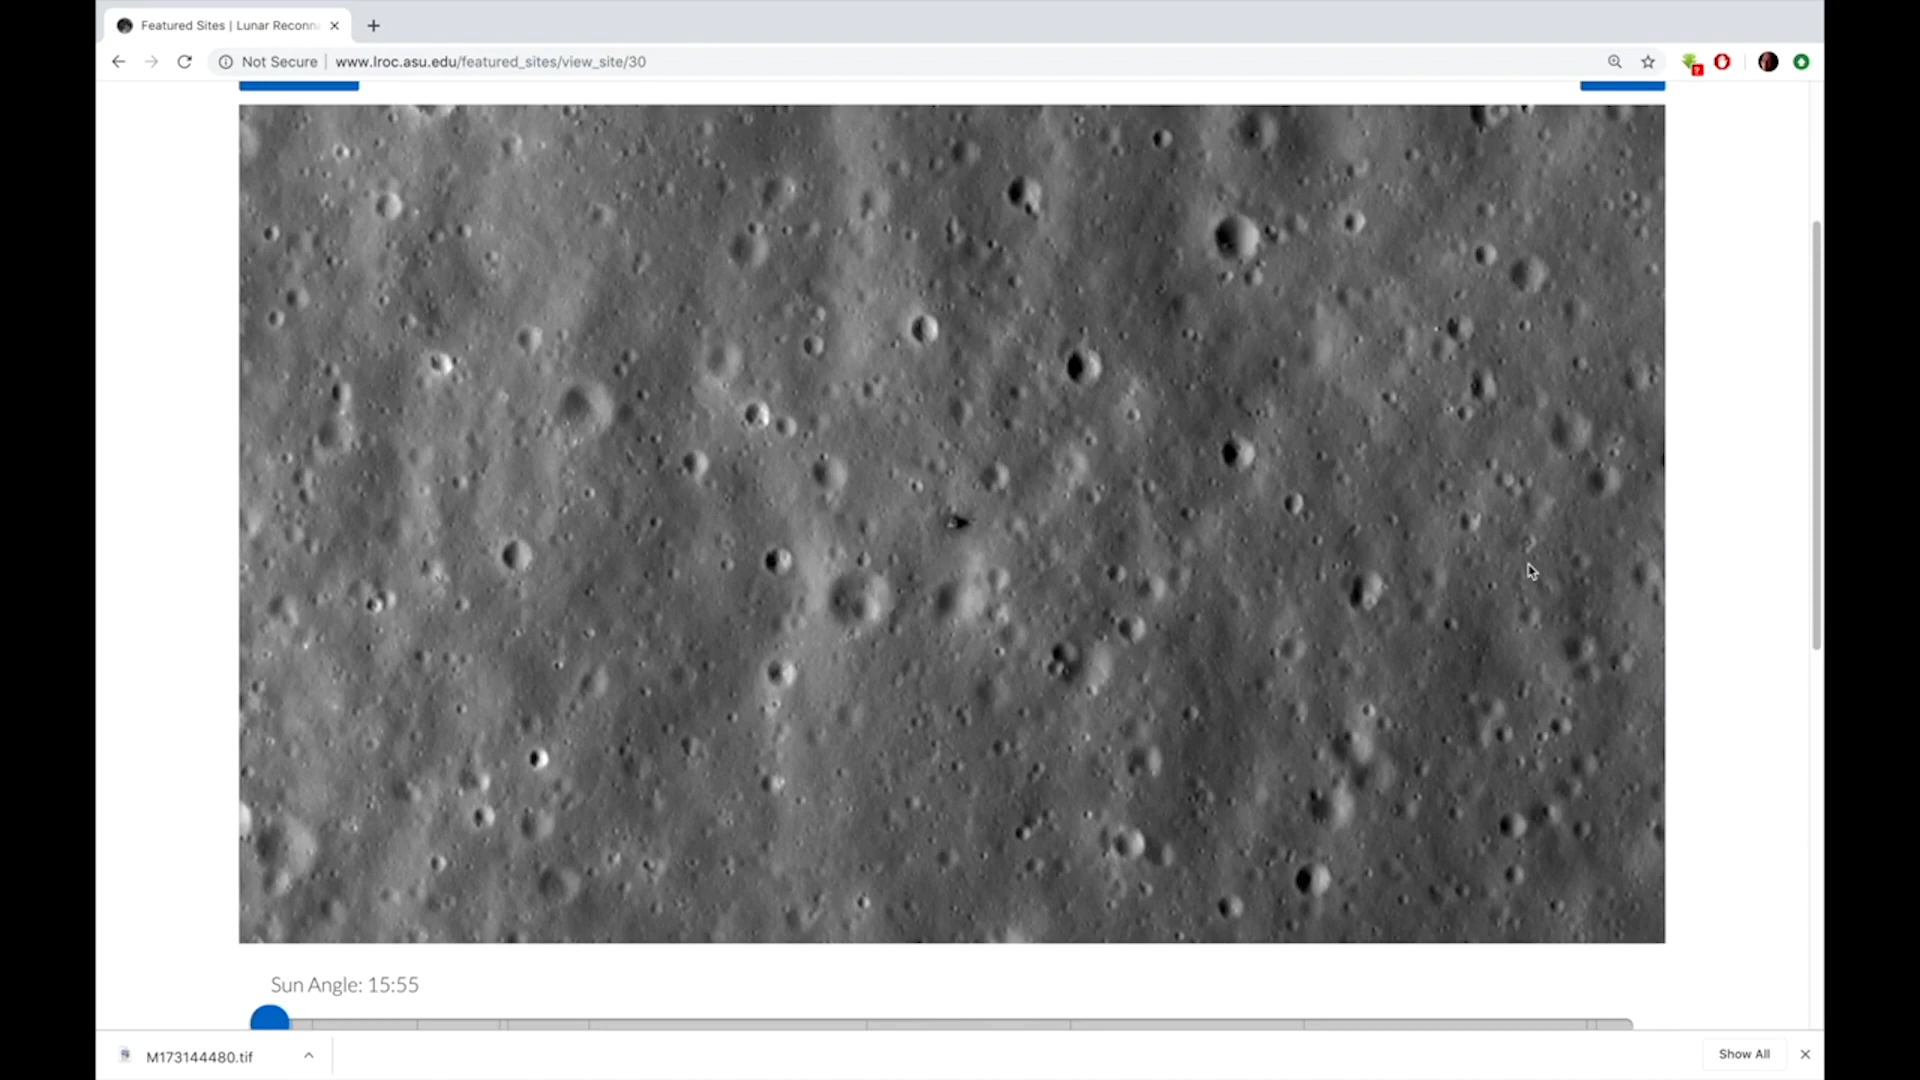 Featured Sites | Lunar Reconn
Not Secure | www.lroc.asu.edu/featured_sites/view_site/30
Sun Angle: 15:55
M173144480.tif
Show All